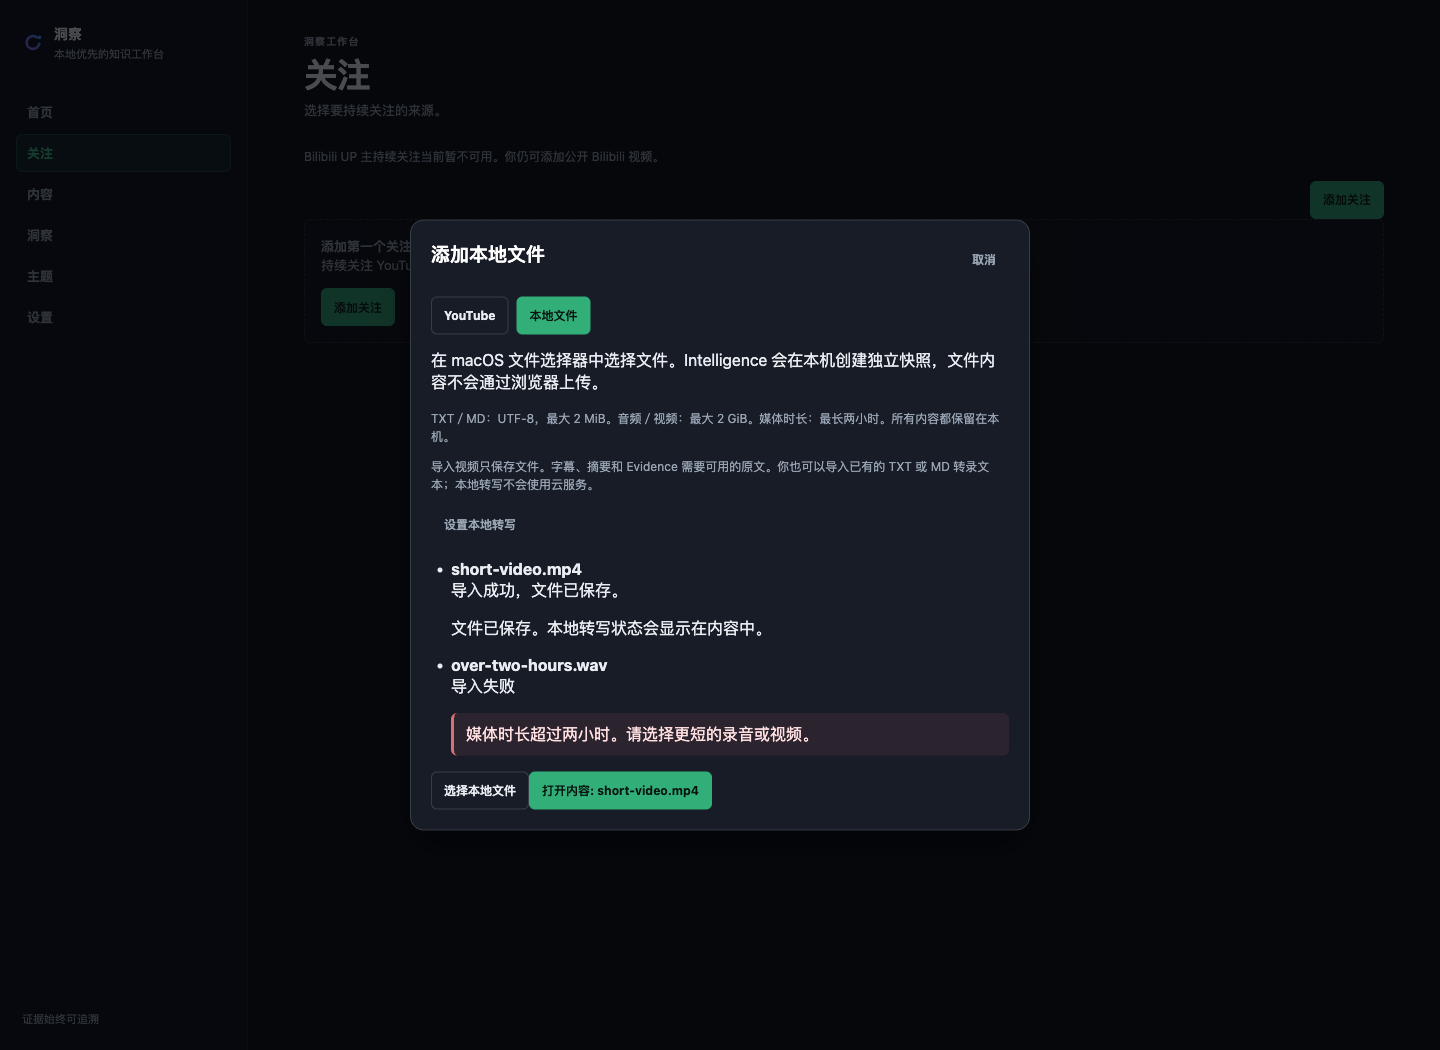 洞察
本地优先的知识工作台
首页
关注
内容
洞察
主题
设置
证据始终可追溯
洞察工作台
关注
选择要持续关注的来源。
Bilibili UP 主持续关注当前暂不可用。你仍可添加公开 Bilibili 视频。
添加关注
添加第一个关注
持续关注 YouTu
添加关注
添加本地文件
取消
YouTube
本地文件
在 macOS 文件选择器中选择文件。Intelligence 会在本机创建独立快照，文件内
容不会通过浏览器上传。
TXT / MD：UTF-8，最大 2 MiB。音频 / 视频：最大 2 GiB。媒体时长：最长两小时。所有内容都保留在本
机。
导入视频只保存文件。字幕、摘要和 Evidence 需要可用的原文。你也可以导入已有的 TXT 或 MD 转录文
本；本地转写不会使用云服务。
设置本地转写
short-video.mp4
导入成功，文件已保存。
文件已保存。本地转写状态会显示在内容中。
over-two-hours.wav
导入失败
媒体时长超过两小时。请选择更短的录音或视频。
选择本地文件
打开内容: short-video.mp4